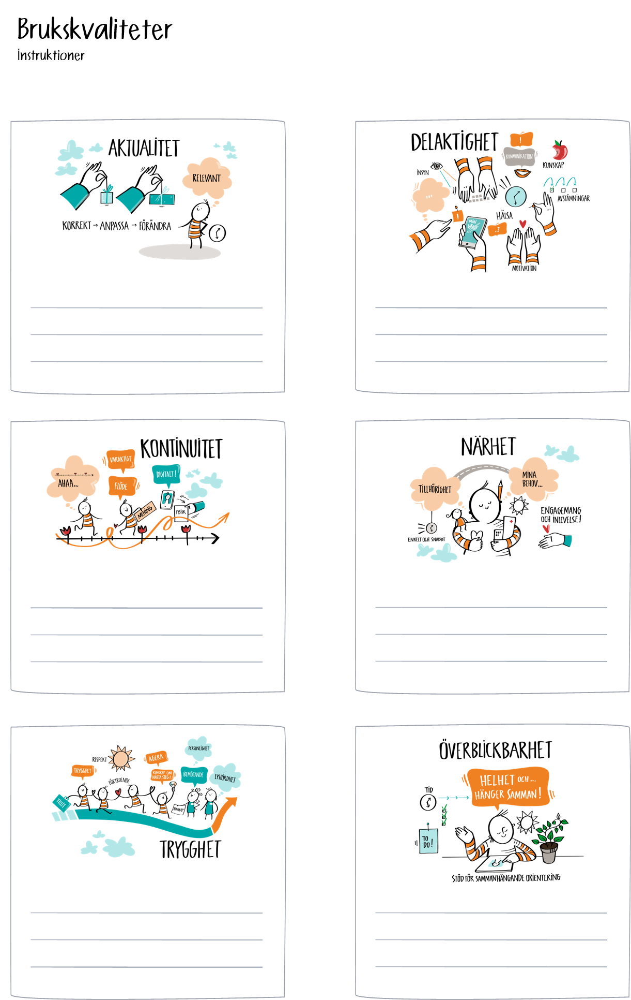 Brukskvaliteter
Instruktioner
AKTUALITET
RELEVANT
KORREKT → ANPASSA → FÖRÄNDRA
DELAKTIGHET
!
KOMMUNIKATION
KUNSKAP
INSYN
...
AVSTÄMNINGAR
!
HÄLSA
MIN
VÅRD
...
..?
MOTIVATION
KONTINUITET
VARAKTIGT
DIGITALT!
AHAA...
FLÖDE
MENING
FYSISK
NÄRHET
TILLHÖRIGHET
MINA
BEHOV...
ENGAGEMANG
OCH INLEVELSE!
ENKELT OCH SNABBT
PERSONLIGHET
RESPEKT
AGERA
TRYGGHET
KUNSKAP OM
NÄSTA STEG!
BEMÖTANDE
LYHÖRDHET
FÖRTROENDE
TILLIT
KUNSKAP
TRYGGHET
ÖVERBLICKBARHET
HELHET OCH...
HÄNGER SAMMAN!
TID
TO
DO!
STÖD FÖR SAMMANHÄNGANDE ORIENTERING